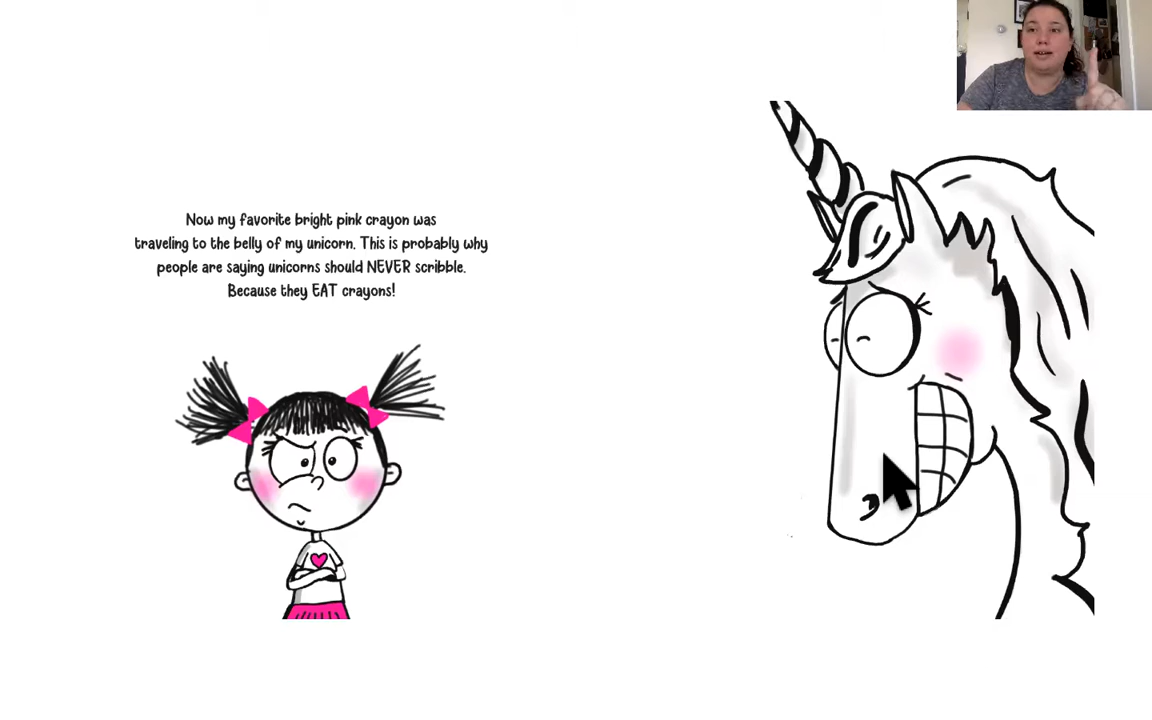 Now my favorite bright pink crayon was
traveling to the belly of my unicorn. This is probably why
people are saying unicorns should NEVER scribble.
Because they EAT crayons!